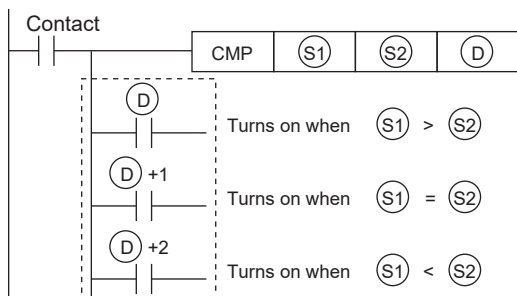 Contact
CMP S1 S2 D
D
Turns on when S1 > S2
D +1
Turns on when S1 = S2
D +2
Turns on when S1 < S2